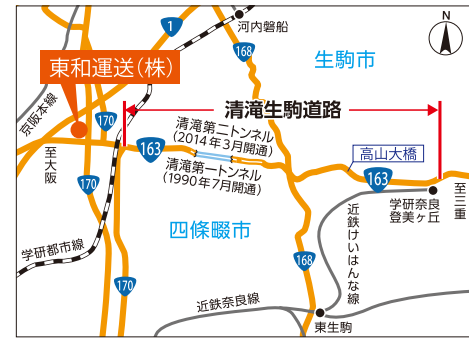 N
1
河内磐船
168
生駒市
東和運送(株)
京阪本線
170
清滝生駒道路
清滝第二トンネル
(2014年3月開通)
高山大橋
至大阪
163
163
清滝第一トンネル
(1990年7月開通)
至三重
170
学研奈良
登美ヶ丘
四條畷市
近鉄けいはんな線
学研都市線
168
170
近鉄奈良線
東生駒